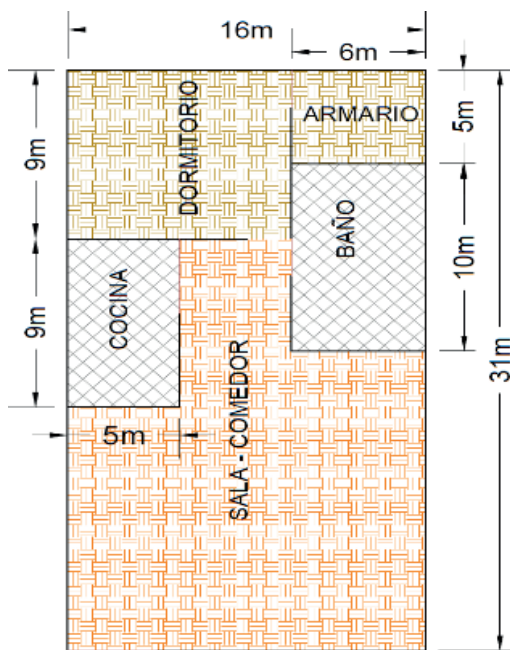 16m
6m
9m
DORMITORIO
ARMARIO
5m
BAÑO
10m
9m
COCINA
31m
5m
SALA - COMEDOR